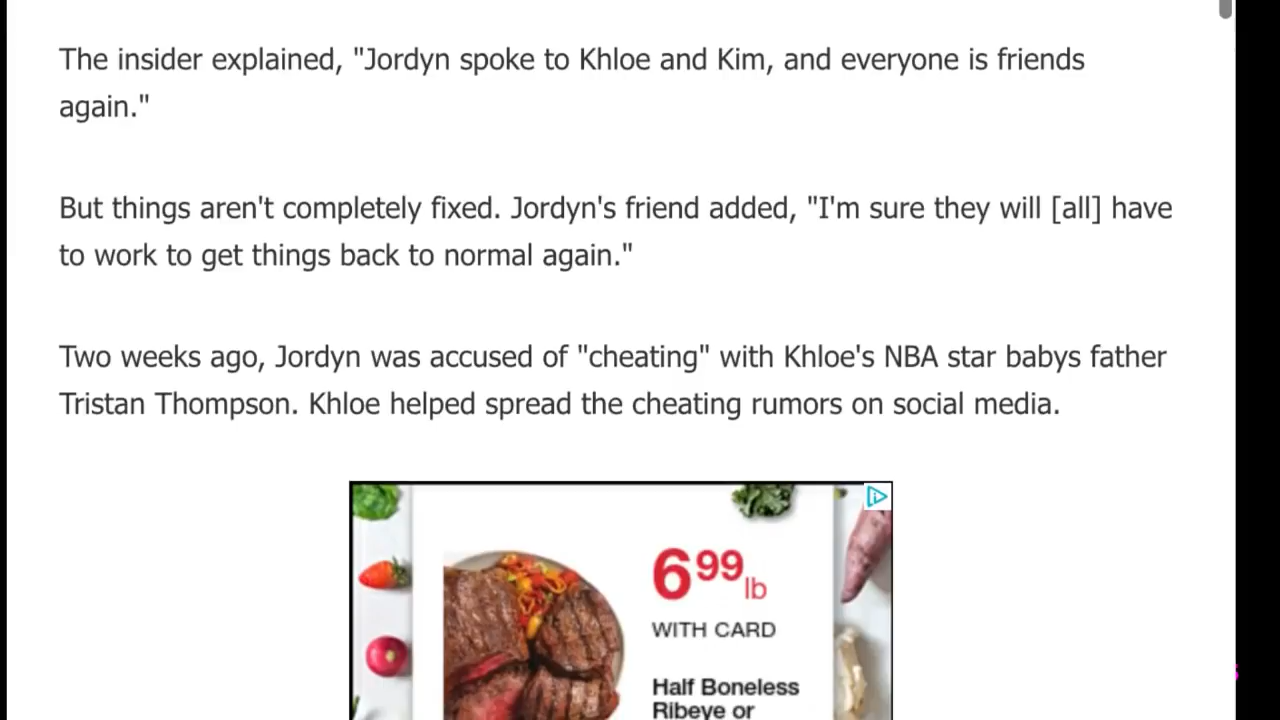 The insider explained, "Jordyn spoke to Khloe and Kim, and everyone is friends
again."
But things aren't completely fixed. Jordyn's friend added, "I'm sure they will [all] have
to work to get things back to normal again."
Two weeks ago, Jordyn was accused of "cheating" with Khloe's NBA star babys father
Tristan Thompson. Khloe helped spread the cheating rumors on social media.
6 99 lb
WITH CARD
Half Boneless
Ribeye or